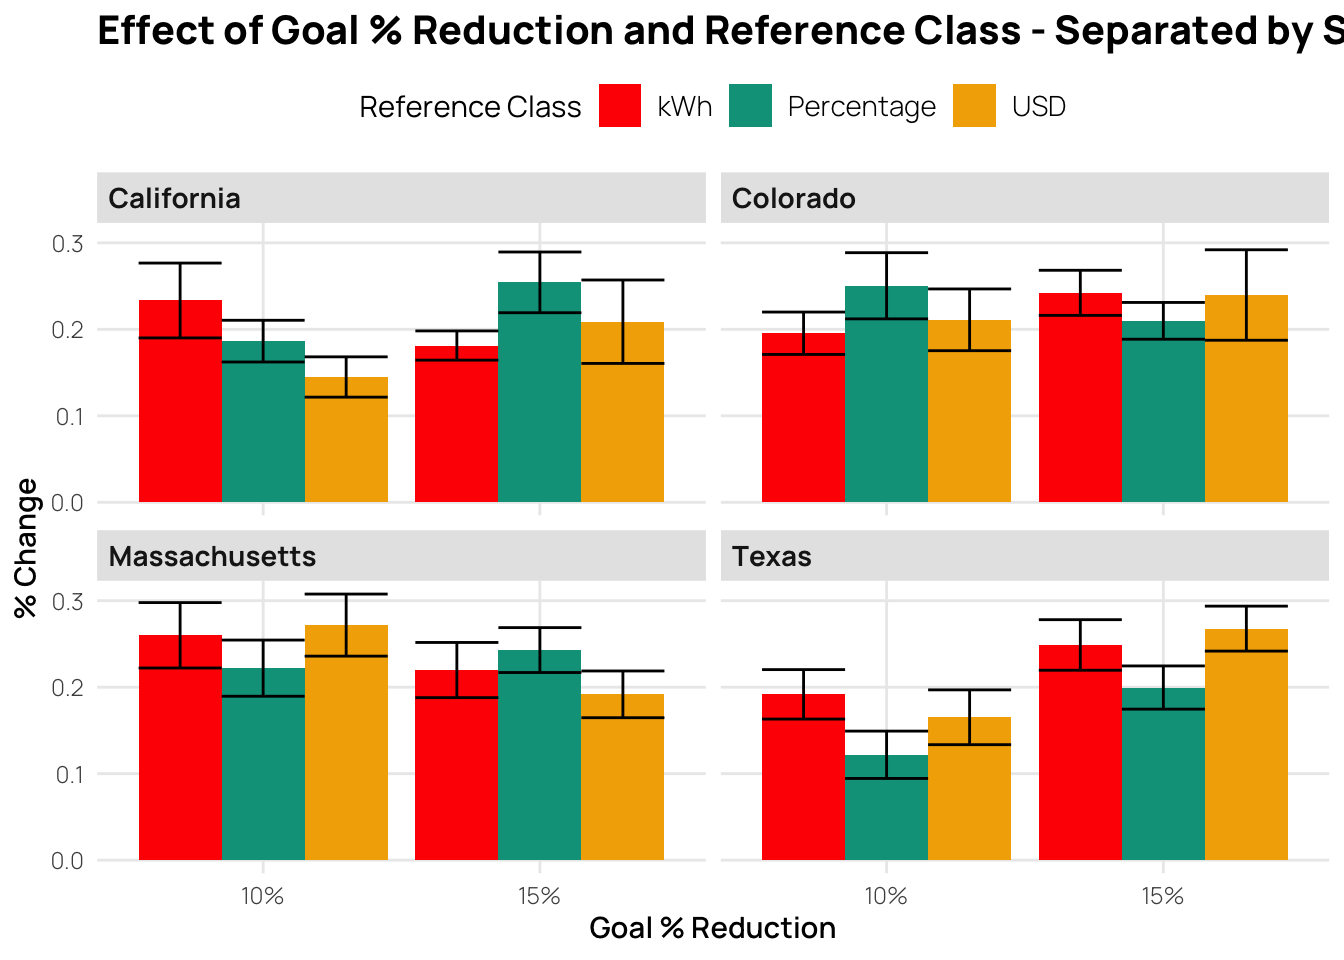 Effect of Goal % Reduction and Reference Class - Separated by S
Reference Class kWh Percentage USD
California Colorado
0.3
0.2
0.1
0.0
% Change
Massachusetts Texas
0.3
0.2
0.1
0.0
10% 15% 10% 15%
Goal % Reduction